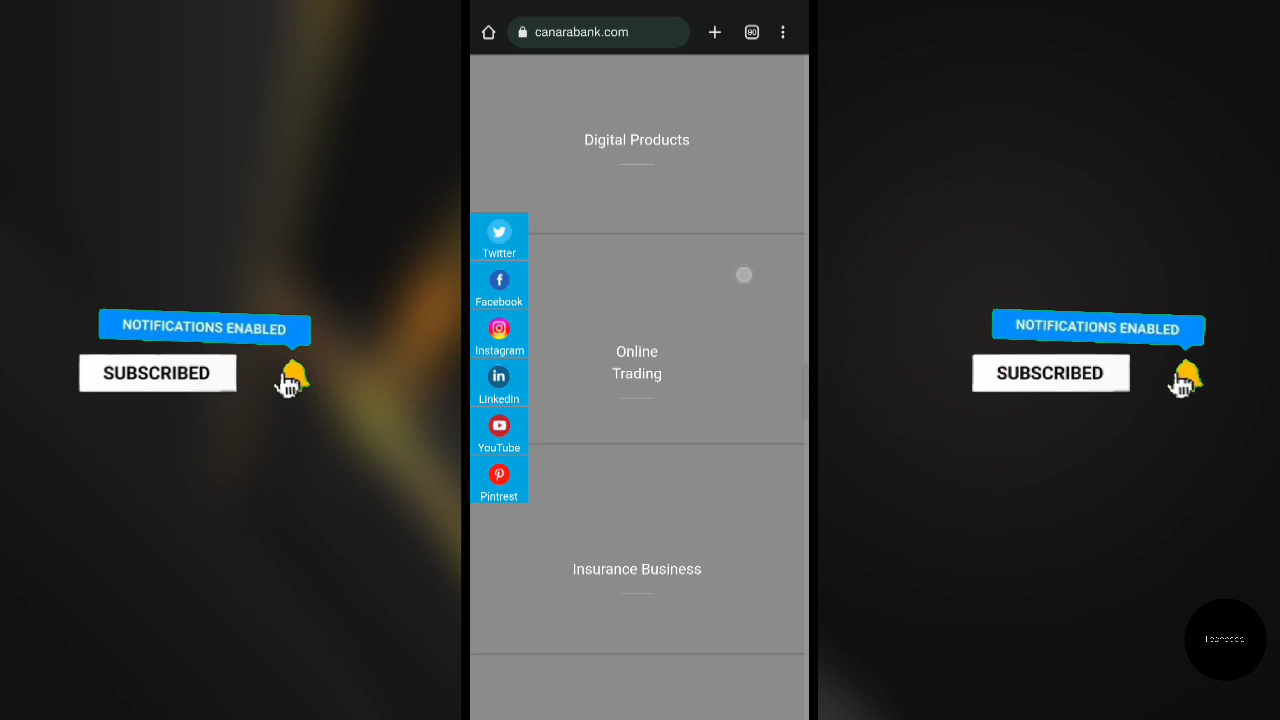 canarabank.com
90
Digital Products
Twitter
Facebook
Instagram
LinkedIn
YouTube
Pintrest
Online
Trading
Insurance Business
NOTIFICATIONS ENABLED
SUBSCRIBED
NOTIFICATIONS ENABLED
SUBSCRIBED